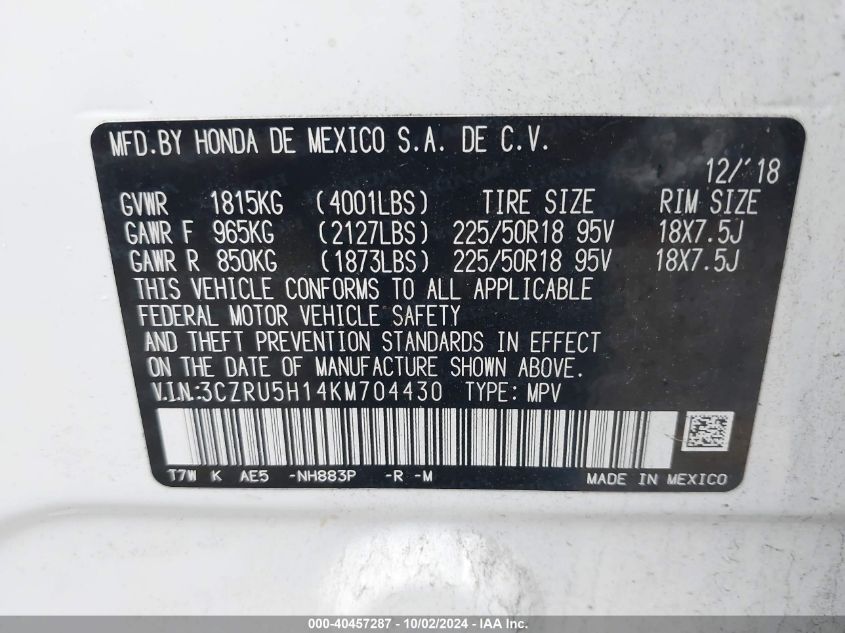 MFD.BY HONDA DE MEXICO S.A. DE C.V.
12/'18
GVWR 1815KG (4001LBS) TIRE SIZE RIM SIZE
GAWR F 965KG (2127LBS) 225/50R18 95V 18X7.5J
GAWR R 850KG (1873LBS) 225/50R18 95V 18X7.5J
THIS VEHICLE CONFORMS TO ALL APPLICABLE
FEDERAL MOTOR VEHICLE SAFETY
AND THEFT PREVENTION STANDARDS IN EFFECT
ON THE DATE OF MANUFACTURE SHOWN ABOVE.
V.I.N.:3CZRU5H14KM704430 TYPE: MPV
T7W K AE5 -NH883P -R -M MADE IN MEXICO
000-40457287 - 10/02/2024 - IAA Inc.